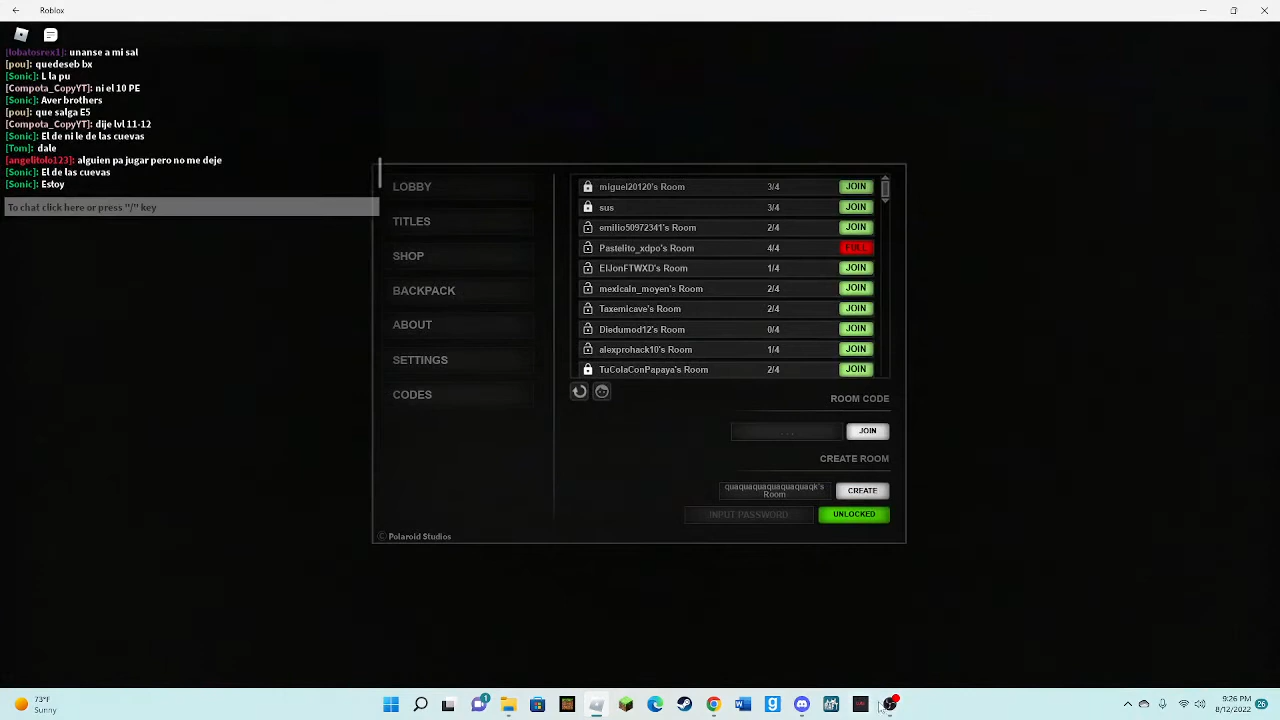 Roblox
[lobatosrex1]: unanse a mi sal
[pou]: quedeseb bx
[Sonic]: L la pu
[Compota_CopyYT]: ni el 10 PE
[Sonic]: Aver brothers
[pou]: que salga E5
[Compota_CopyYT]: dije lvl 11-12
[Sonic]: El de ni le de las cuevas
[Tom]: dale
[angelitolo123]: alguien pa jugar pero no me deje
[Sonic]: El de las cuevas
[Sonic]: Estoy
To chat click here or press "/" key
LOBBY
TITLES
SHOP
BACKPACK
ABOUT
SETTINGS
CODES
miguel20120's Room 3/4 JOIN
sus 3/4 JOIN
emilio50972341's Room 2/4 JOIN
Pastelito_xdpo's Room 4/4 FULL
ElJonFTWXD's Room 1/4 JOIN
mexicaln_moyen's Room 2/4 JOIN
Taxemicave's Room 2/4 JOIN
Diedumod12's Room 0/4 JOIN
alexprohack10's Room 1/4 JOIN
TuColaConPapaya's Room 2/4 JOIN
ROOM CODE
... JOIN
CREATE ROOM
quaquaquaquaquaquaqk's
Room
CREATE
INPUT PASSWORD UNLOCKED
© Polaroid Studios
73°F
Sunny
1
9:26 PM
8/12/2022
26